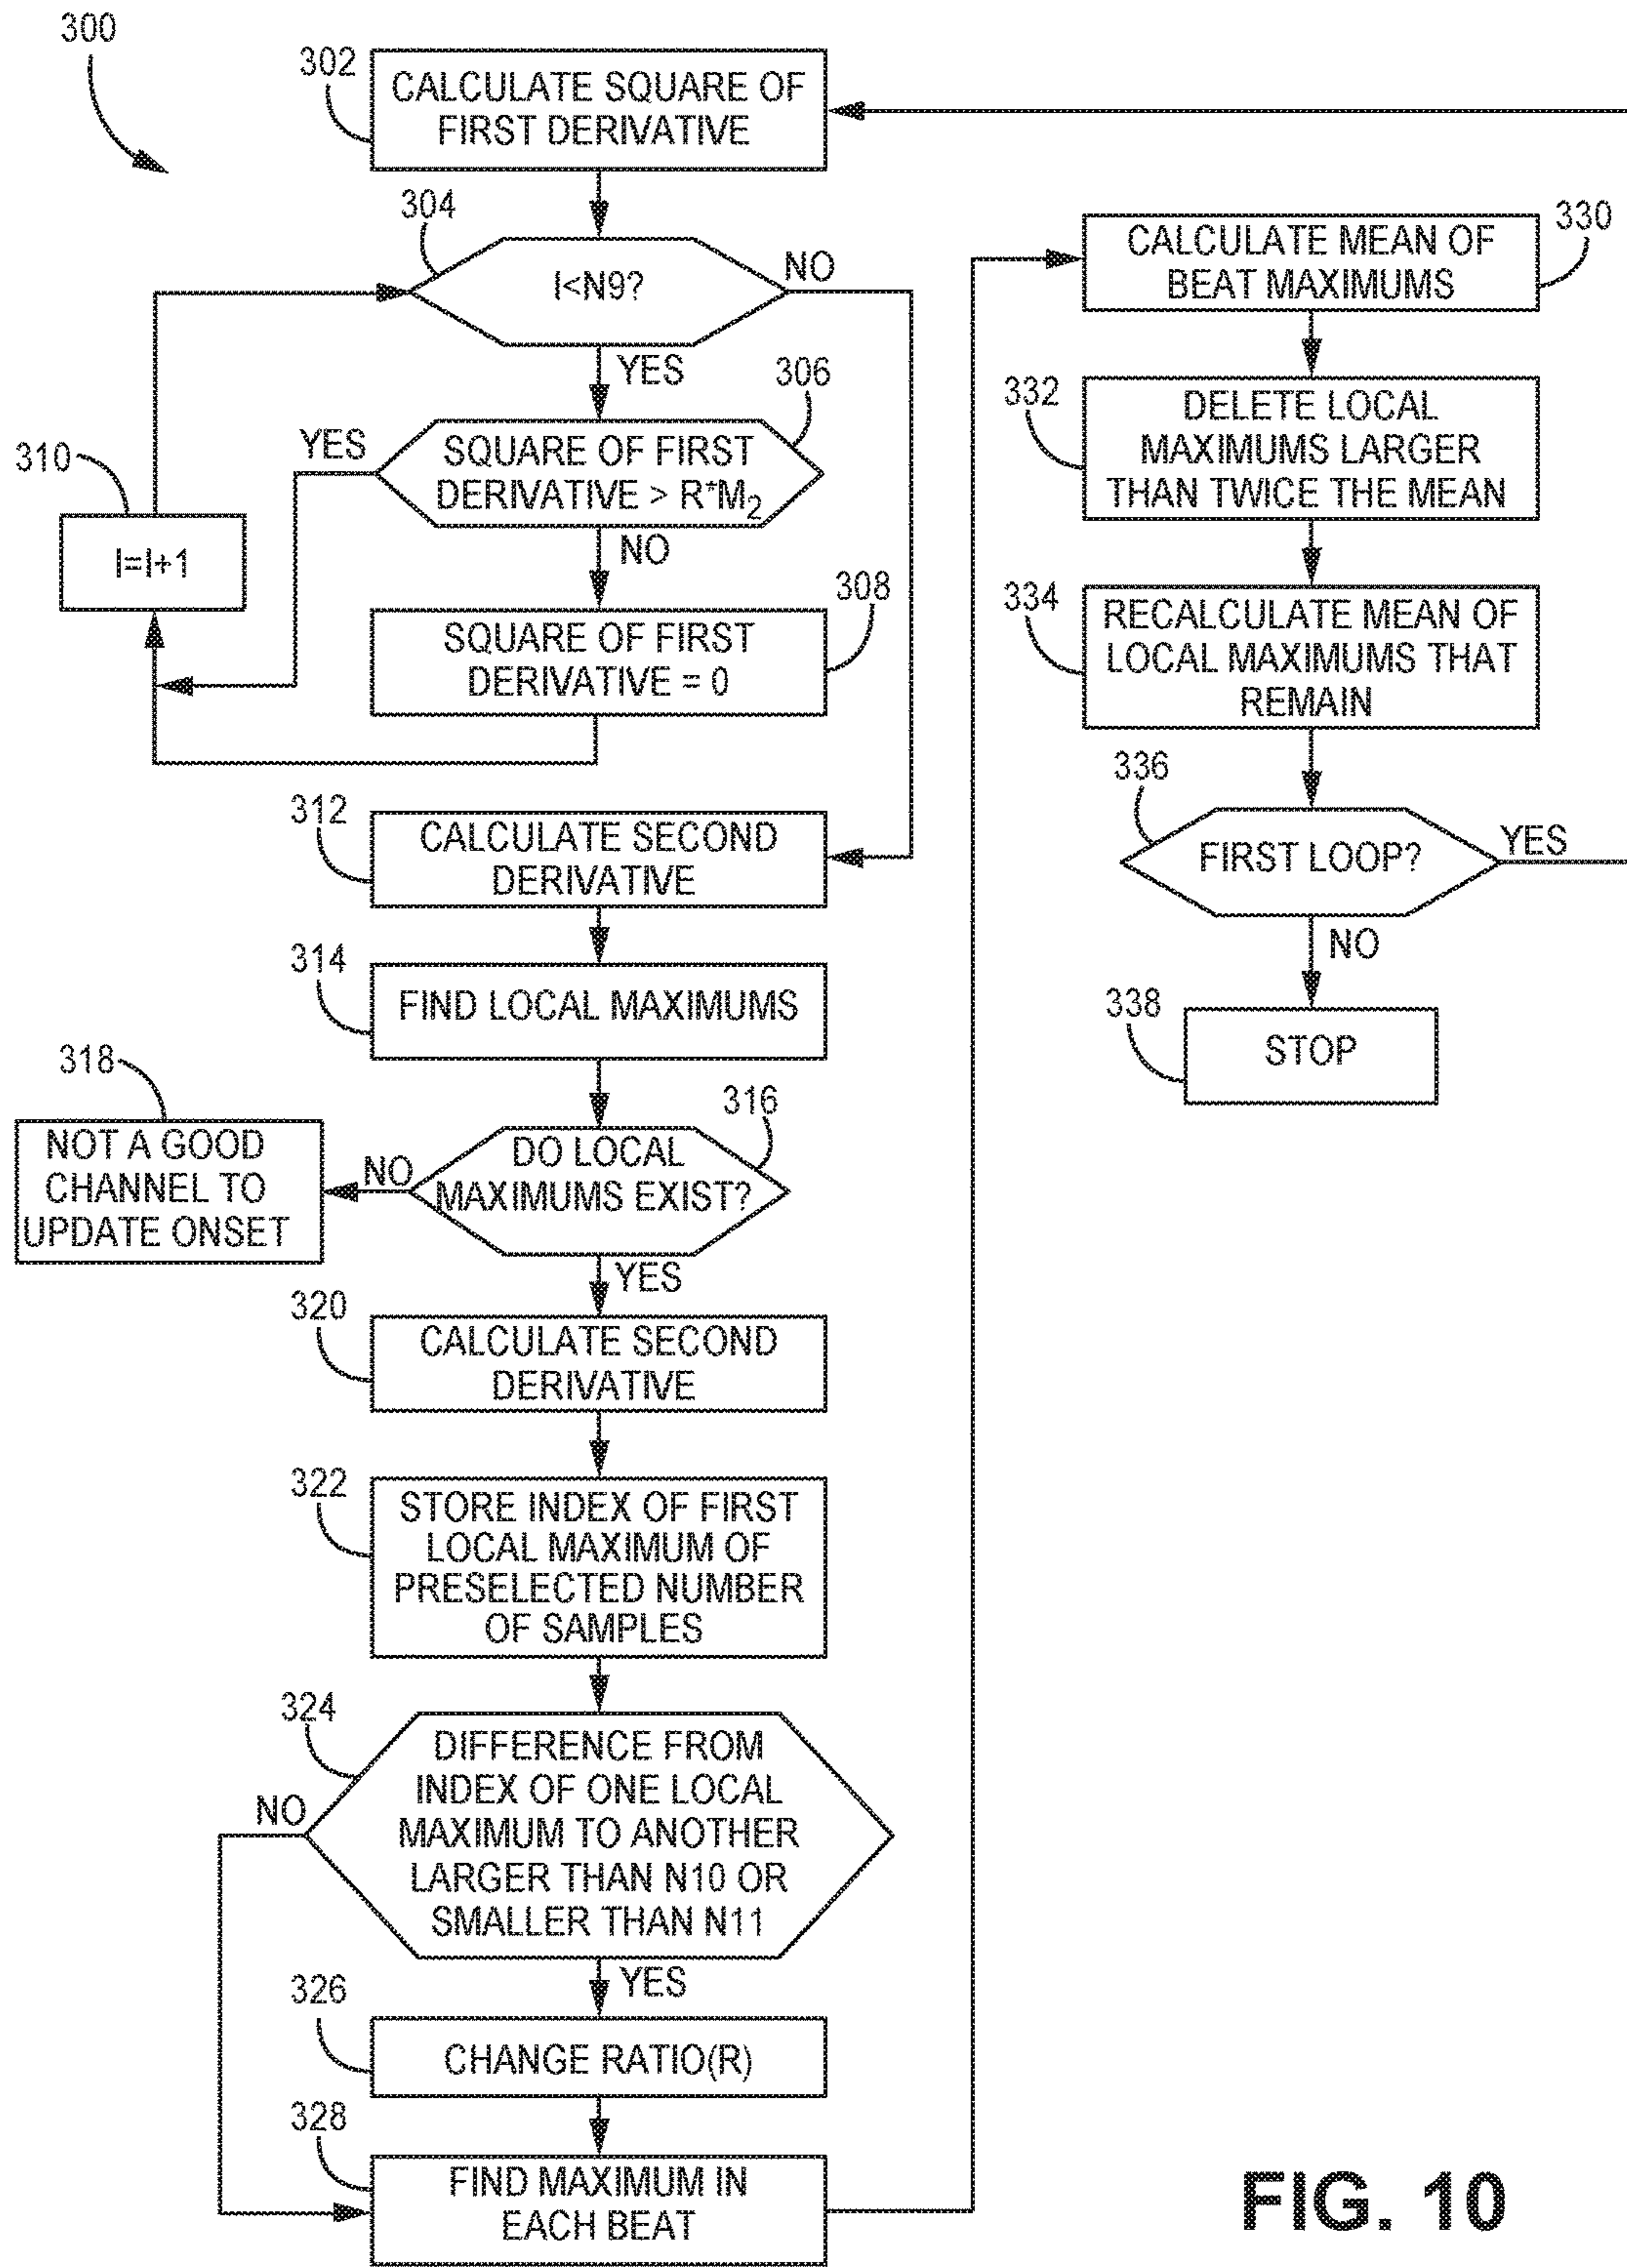 300
302
CALCULATE SQUARE OF
FIRST DERIVATIVE
304
I<N9?
NO
YES
306
YES
SQUARE OF FIRST
DERIVATIVE > R*M2
NO
310
I=I+1
308
SQUARE OF FIRST
DERIVATIVE = 0
312
CALCULATE SECOND
DERIVATIVE
314
FIND LOCAL MAXIMUMS
316
DO LOCAL
MAXIMUMS EXIST?
NO
318
NOT A GOOD
CHANNEL TO
UPDATE ONSET
YES
320
CALCULATE SECOND
DERIVATIVE
322
STORE INDEX OF FIRST
LOCAL MAXIMUM OF
PRESELECTED NUMBER
OF SAMPLES
324
DIFFERENCE FROM
INDEX OF ONE LOCAL
MAXIMUM TO ANOTHER
LARGER THAN N10 OR
SMALLER THAN N11
NO
YES
326
CHANGE RATIO(R)
328
FIND MAXIMUM IN
EACH BEAT
330
CALCULATE MEAN OF
BEAT MAXIMUMS
332
DELETE LOCAL
MAXIMUMS LARGER
THAN TWICE THE MEAN
334
RECALCULATE MEAN OF
LOCAL MAXIMUMS THAT
REMAIN
336
FIRST LOOP?
YES
NO
338
STOP
FIG. 10